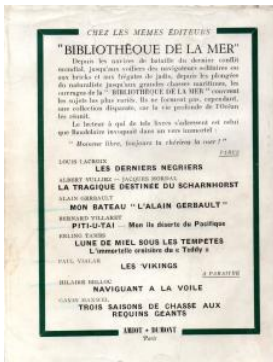 CHEZ LES MÊMES ÉDITEURS
"BIBLIOTHÈQUE DE LA MER"
Depuis les navires de bataille du dernier conflit
mondial, jusqu'aux voiliers des navigateurs solitaires ou
aux bricks et aux frégates de jadis, depuis les plongées
du naturaliste jusqu'aux grandes chasses maritimes, les
ouvrages de la "BIBLIOTHÈQUE DE LA MER" couvrent
les sujets les plus variés. Ils ne forment pas, cependant,
une collection disparate, car la vie profonde de l'Océan
les réunit.
Le lecteur à qui de tels livres s'adressent est celui
que Baudelaire invoquait dans un vers immortel :
" Homme libre, toujours tu chériras la mer ! "
PARUS
LOUIS LACROIX
LES DERNIERS NEGRIERS
ALBERT VULLIEZ — JACQUES MORDAL
LA TRAGIQUE DESTINÉE DU SCHARNHORST
ALAIN GERBAULT
MON BATEAU "L'ALAIN GERBAULT"
BERNARD VILLARET
PITI-U-TAI — Mon îls déserte du Pacifique
ERLING TAMBS
LUNE DE MIEL SOUS LES TEMPÊTES
L'immortelle croisière du « Teddy »
PAUL VIALAR
LES VIKINGS
A PARAITRE
HILAIRE BELLOC
NAVIGUANT A LA VOILE
GAVIN MAXWEL
TROIS SAISONS DE CHASSE AUX
REQUINS GEANTS
AMIOT • DUMONT
Paris